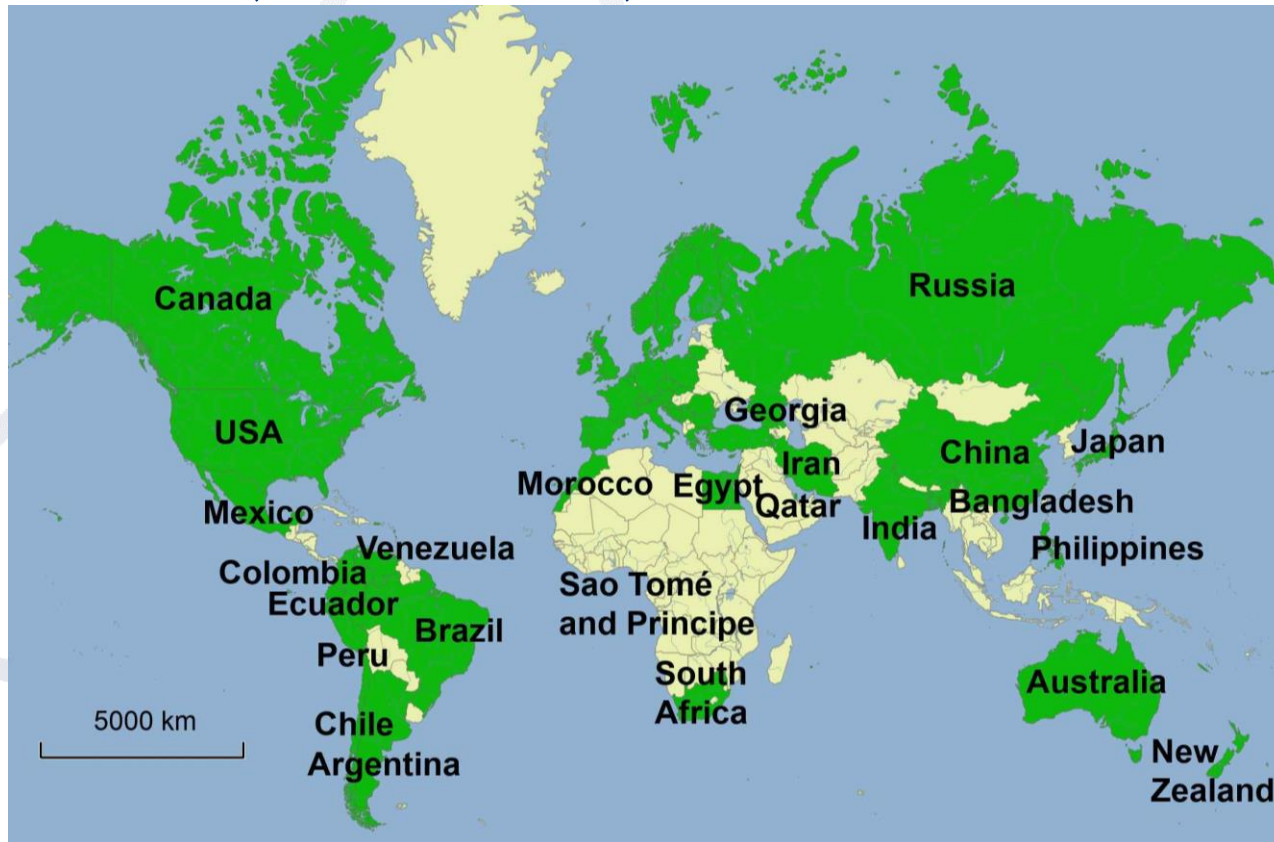 Russia
Canada
Georgia
USA
Japan
China
Iran
Morocco
Egypt
Qatar
Bangladesh
Mexico
India
Venezuela
Philippines
Colombia
Sao Tomé
and Principe
Ecuador
Brazil
Peru
South
Africa
Australia
5000 km
Chile
Argentina
New
Zealand